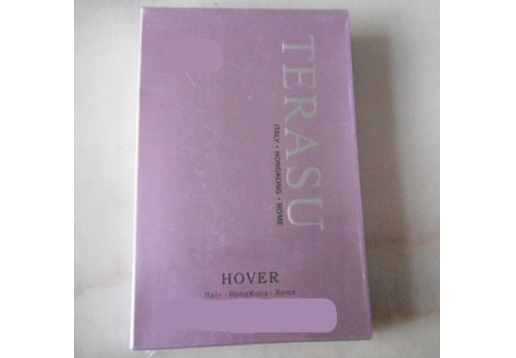 TERASU
ITALY • HONGKONG • ROME
HOVER
Italy - HongKong - Rome